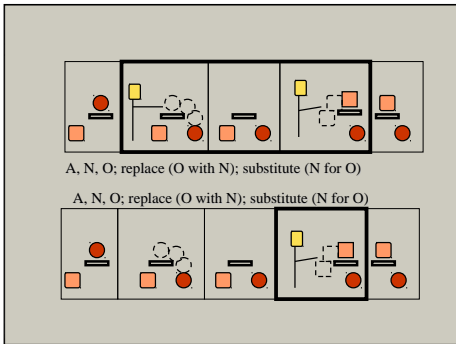 A, N, O; replace (O with N); substitute (N for O)
A, N, O; replace (O with N); substitute (N for O)